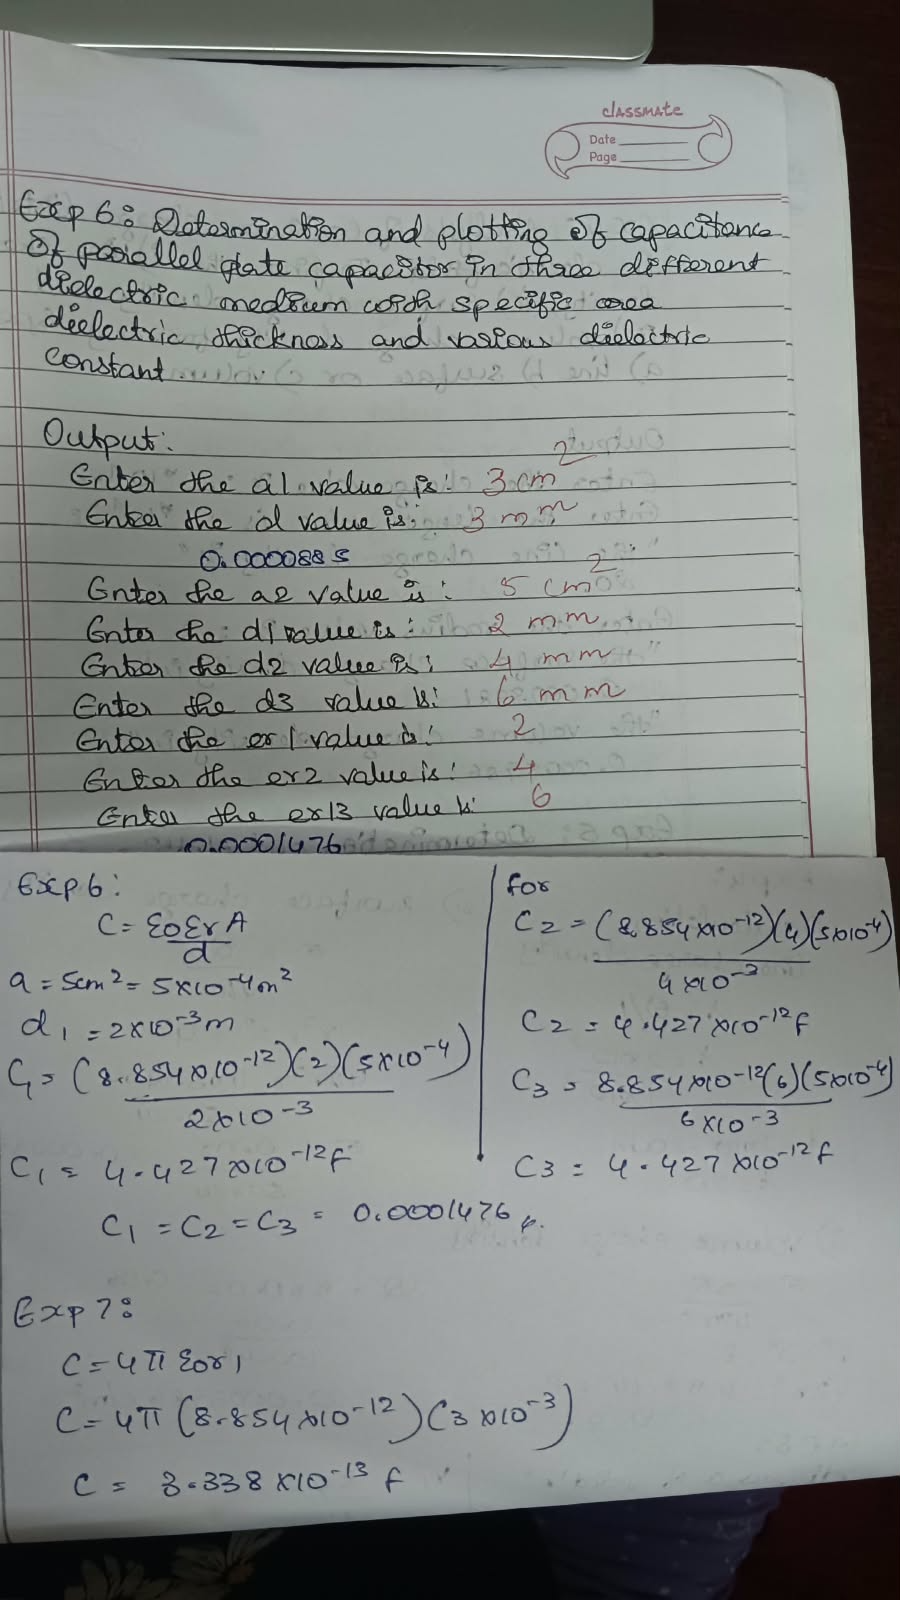 classmate
Date
Page
Exp 6: Determination and plotting of capacitance
of parallel plate capacitor in three different
dielectric medium with specific area
dielectric, thickness and various dielectric
constant.
Output:
Enter the a1 value is: 3 cm²
Enter the d value is: 3 mm
0.0000885
Enter the a2 value is: 5 cm²
Enter the d1 value is: 2 mm
Enter the d2 value is: 4 mm
Enter the d3 value is: 6 mm
Enter the er1 value is: 2
Enter the er2 value is: 4
Enter the er13 value is: 6
0.0001476
Exp 6:
C = εoεrA
d
a = 5cm² = 5×10⁻⁴m²
d₁ = 2×10⁻³m
C₁ = (8.854×10⁻¹²)(2)(5×10⁻⁴)
2×10⁻³
C₁ = 4.427×10⁻¹²F
for
C2 = (8.854×10⁻¹²)(4)(5×10⁻⁴)
4×10⁻³
C2 = 4.427×10⁻¹²F
C3 = 8.854×10⁻¹²(6)(5×10⁻⁴)
6×10⁻³
C3 = 4.427×10⁻¹²F
C₁ = C₂ = C₃ = 0.0001476
Exp 7:
C = 4π εor₁
C = 4π (8.854×10⁻¹²)(3×10⁻³)
C = 3.338×10⁻¹³ F